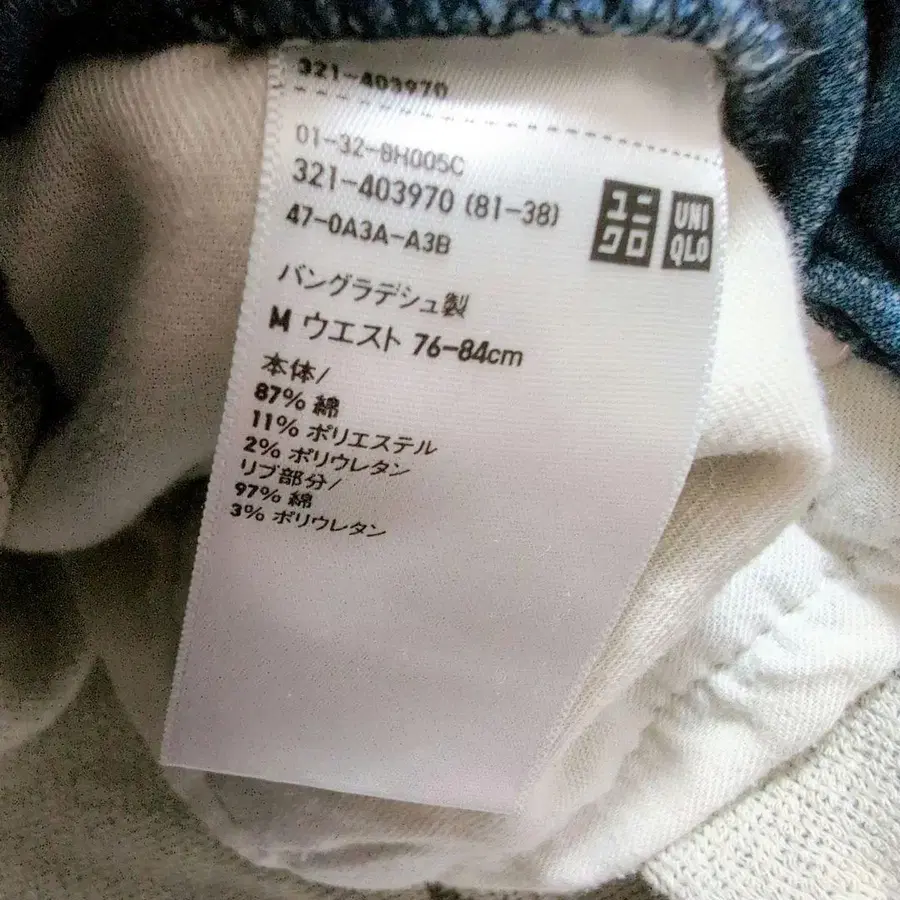 321-403970
01-32-8H005C
321-403970 (81-38)
47-0A3A-A3B
ユニクロ
UNIQLO
バングラデシュ製
M ウエスト 76-84cm
本体/
87% 綿
11% ポリエステル
2% ポリウレタン
リブ部分/
97% 綿
3% ポリウレタン